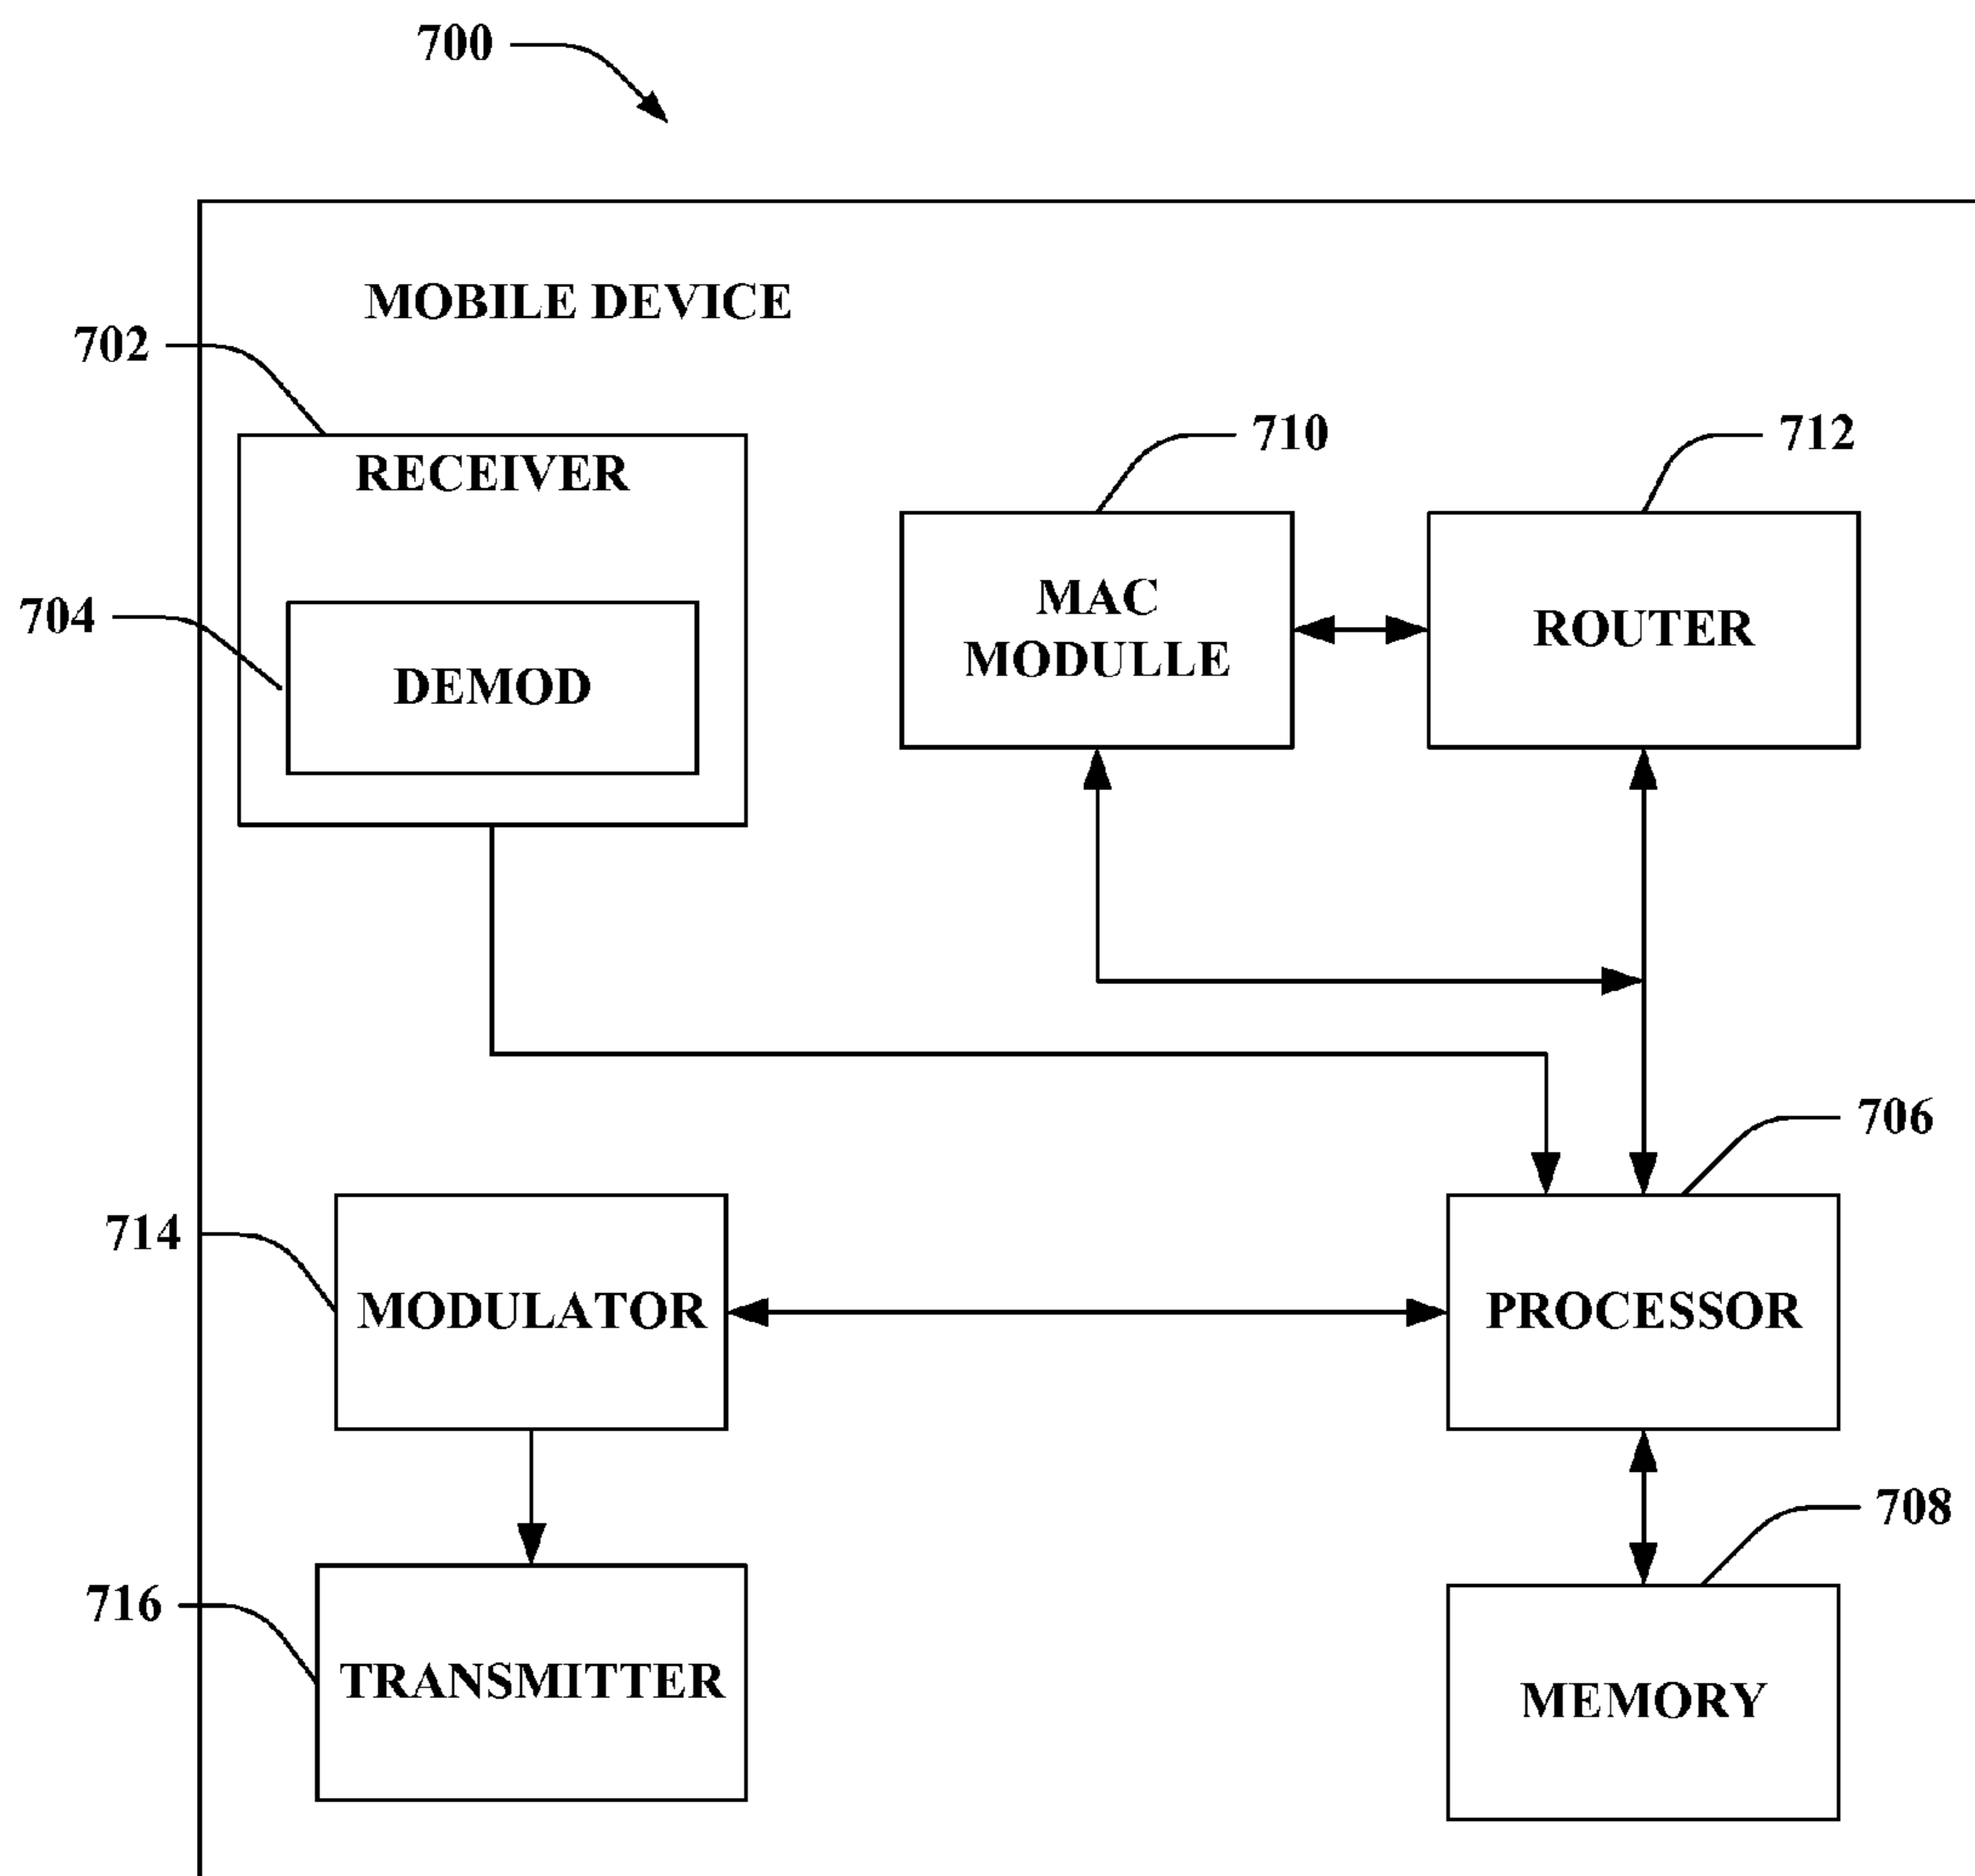 700
MOBILE DEVICE
702
RECEIVER
704
DEMOD
710
MAC
MODULLE
712
ROUTER
706
PROCESSOR
714
MODULATOR
708
MEMORY
716
TRANSMITTER